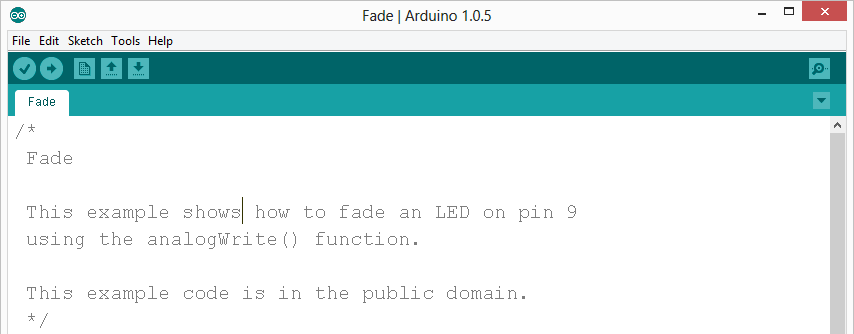 Fade | Arduino 1.0.5
File Edit Sketch Tools Help
Fade
/*
Fade
This example shows how to fade an LED on pin 9
using the analogWrite() function.
This example code is in the public domain.
*/